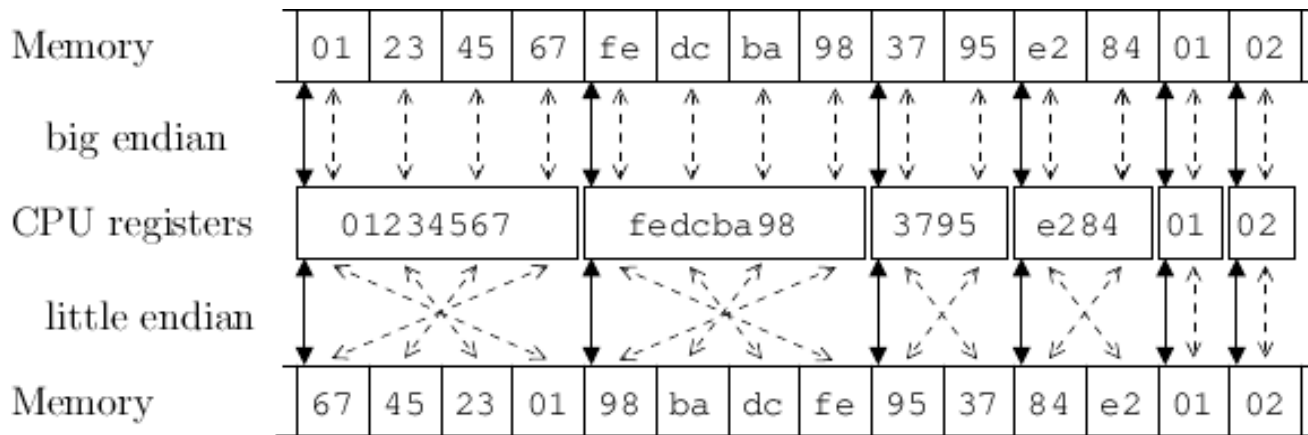 Memory 01 23 45 67 fe dc ba 98 37 95 e2 84 01 02
big endian
CPU registers 01234567 fedcba98 3795 e284 01 02
little endian
Memory 67 45 23 01 98 ba dc fe 95 37 84 e2 01 02